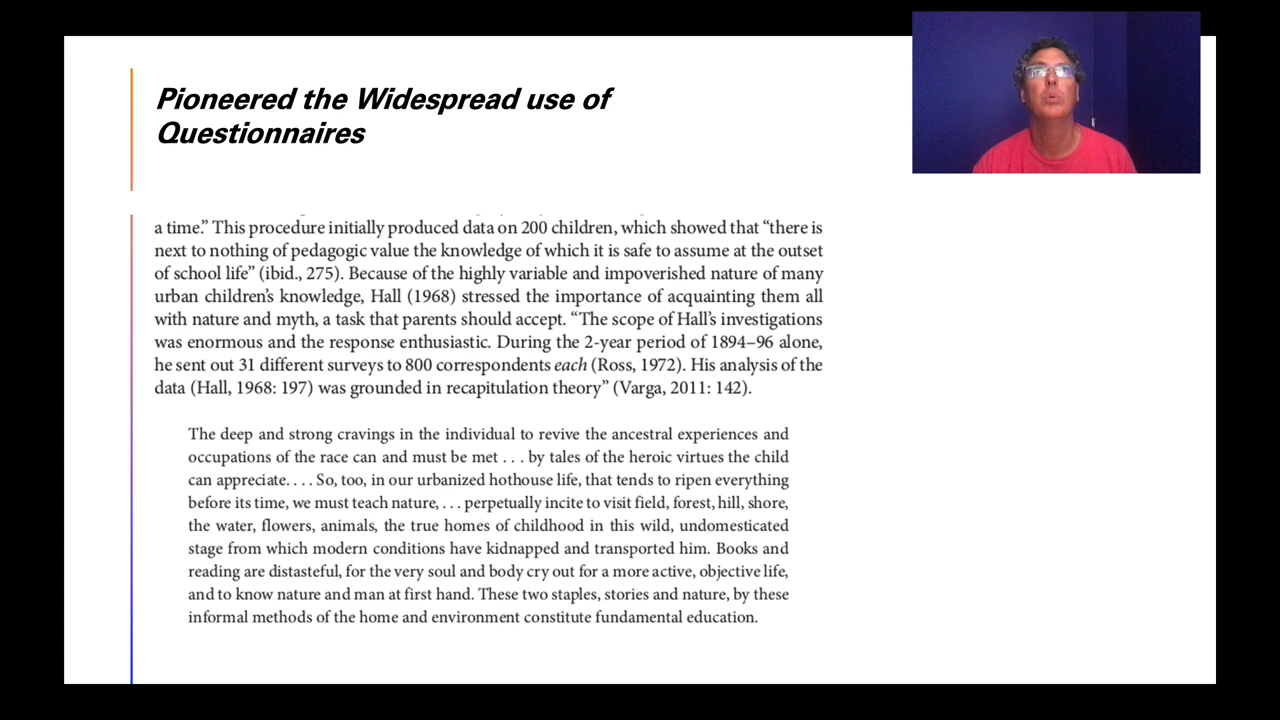 Pioneered the Widespread use of
Questionnaires
a time.” This procedure initially produced data on 200 children, which showed that “there is
next to nothing of pedagogic value the knowledge of which it is safe to assume at the outset
of school life” (ibid., 275). Because of the highly variable and impoverished nature of many
urban children’s knowledge, Hall (1968) stressed the importance of acquainting them all
with nature and myth, a task that parents should accept. “The scope of Hall’s investigations
was enormous and the response enthusiastic. During the 2-year period of 1894–96 alone,
he sent out 31 different surveys to 800 correspondents each (Ross, 1972). His analysis of the
data (Hall, 1968: 197) was grounded in recapitulation theory” (Varga, 2011: 142).
The deep and strong cravings in the individual to revive the ancestral experiences and
occupations of the race can and must be met . . . by tales of the heroic virtues the child
can appreciate. . . . So, too, in our urbanized hothouse life, that tends to ripen everything
before its time, we must teach nature, . . . perpetually incite to visit field, forest, hill, shore,
the water, flowers, animals, the true homes of childhood in this wild, undomesticated
stage from which modern conditions have kidnapped and transported him. Books and
reading are distasteful, for the very soul and body cry out for a more active, objective life,
and to know nature and man at first hand. These two staples, stories and nature, by these
informal methods of the home and environment constitute fundamental education.